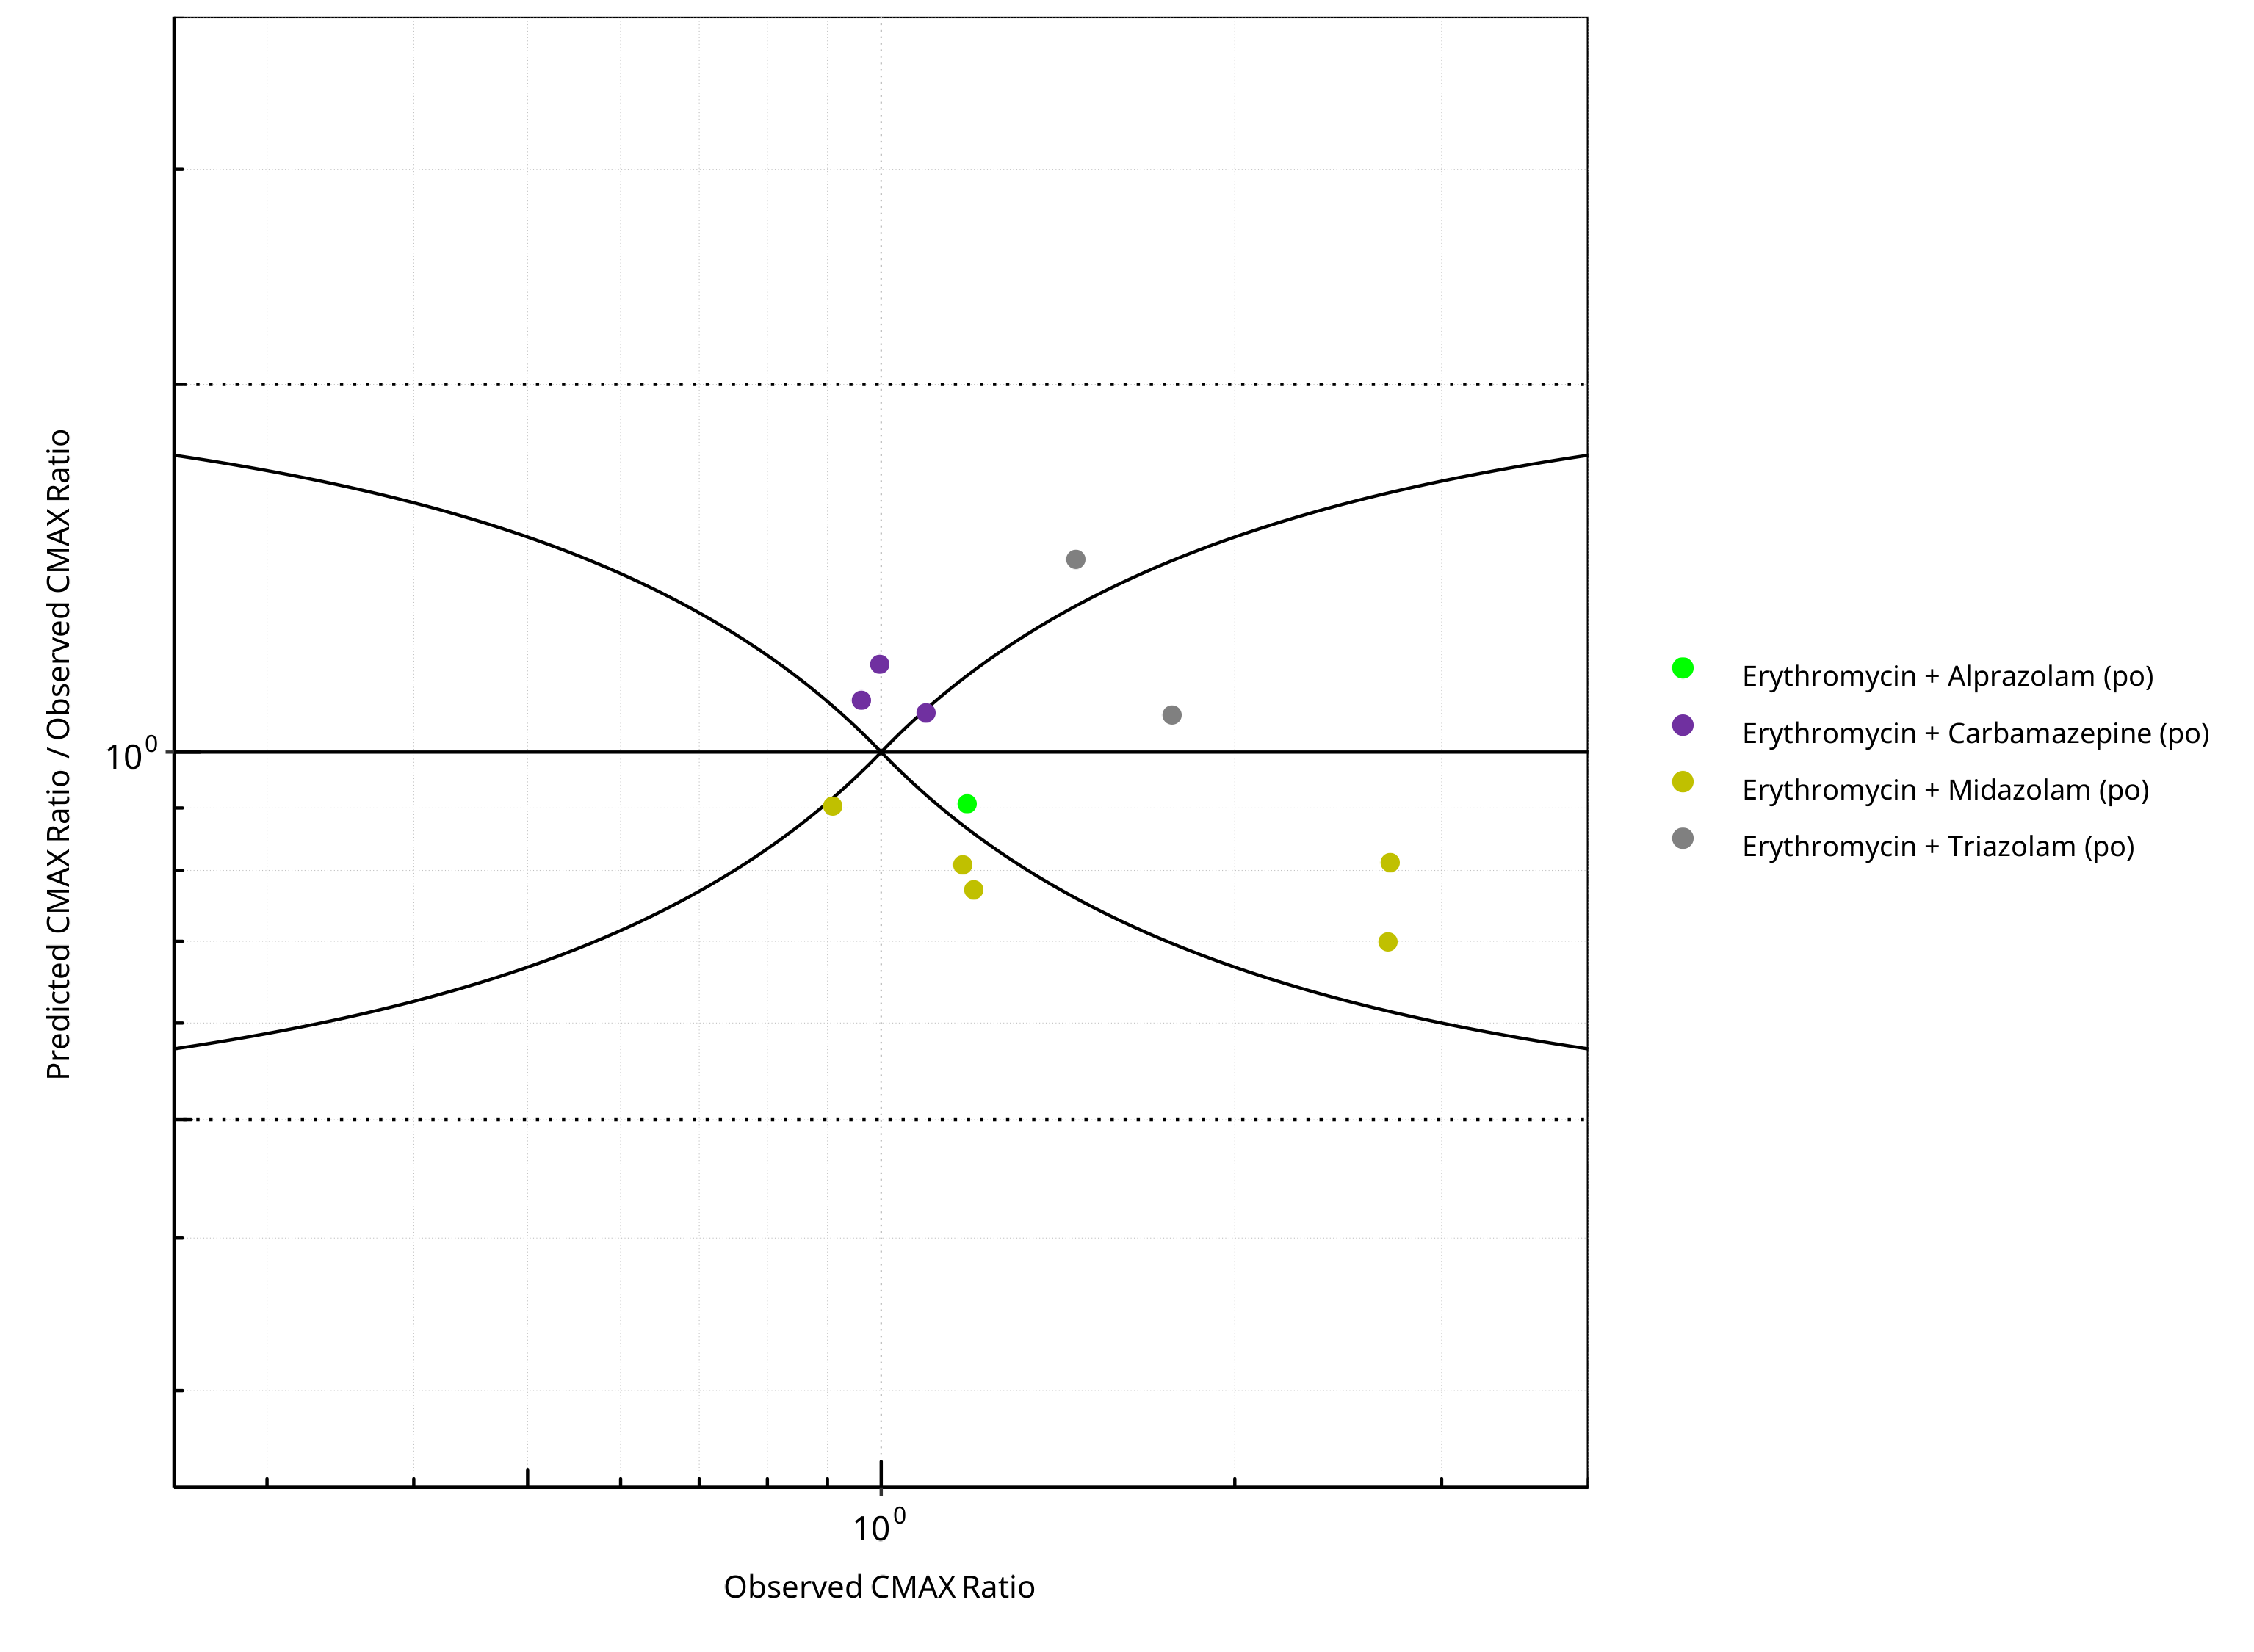 Predicted CMAX Ratio / Observed CMAX Ratio
10^0
10^0
Observed CMAX Ratio
Erythromycin + Alprazolam (po)
Erythromycin + Carbamazepine (po)
Erythromycin + Midazolam (po)
Erythromycin + Triazolam (po)